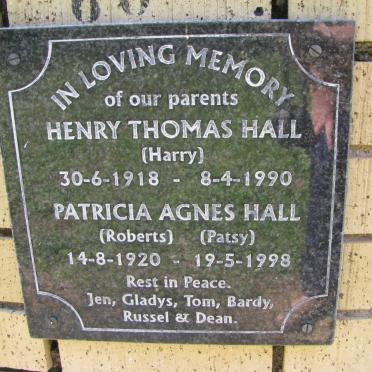 IN LOVING MEMORY
of our parents
HENRY THOMAS HALL
(Harry)
30-6-1918 - 8-4-1990
PATRICIA AGNES HALL
(Roberts) (Patsy)
14-8-1920 - 19-5-1998
Rest in Peace.
Jen, Gladys, Tom, Bardy,
Russel & Dean.